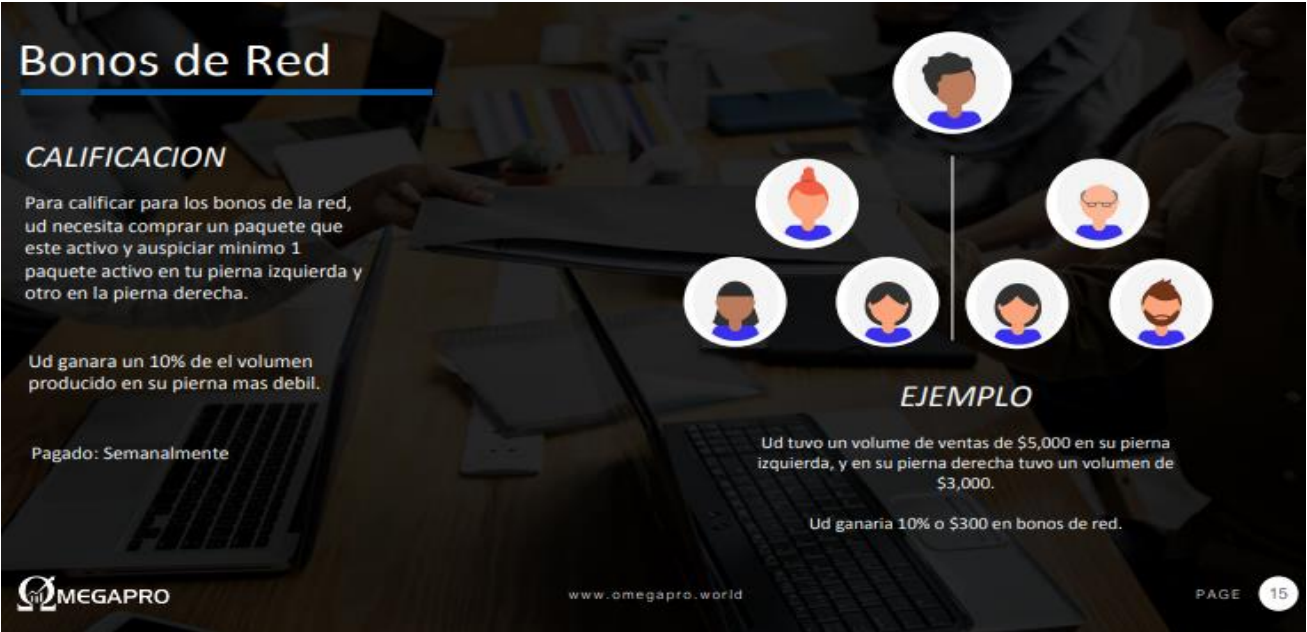 Bonos de Red
CALIFICACION
Para calificar para los bonos de la red,
ud necesita comprar un paquete que
este activo y auspiciar minimo 1
paquete activo en tu pierna izquierda y
otro en la pierna derecha.
Ud ganara un 10% de el volumen
producido en su pierna mas debil.
Pagado: Semanalmente
EJEMPLO
Ud tuvo un volume de ventas de $5,000 en su pierna
izquierda, y en su pierna derecha tuvo un volumen de
$3,000.
Ud ganaria 10% o $300 en bonos de red.
ΩMEGAPRO
www.omegapro.world
PAGE 15